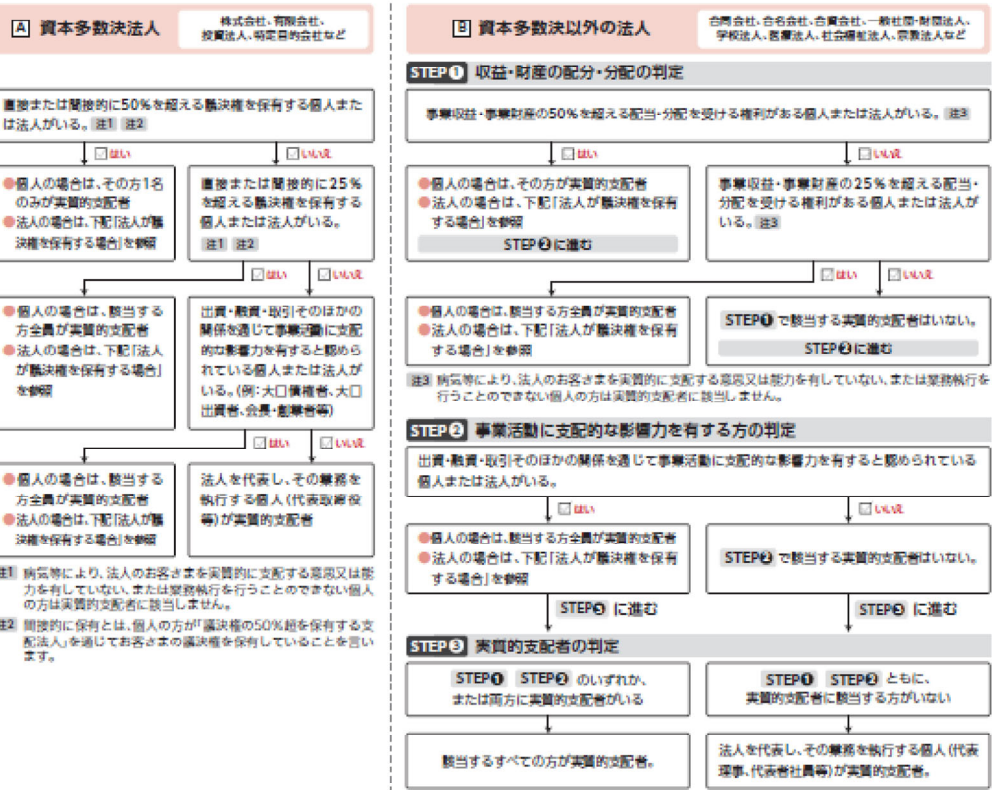 A 資本多数決法人
株式会社、有限会社、
投資法人、特定目的会社など
直接または間接的に50%を超える議決権を保有する個人また
は法人がいる。 注1 注2
はい
いいえ
●個人の場合は、その方1名
のみが実質的支配者
●法人の場合は、下記「法人が議
決権を保有する場合」を参照
直接または間接的に25%
を超える議決権を保有する
個人または法人がいる。
注1 注2
はい
いいえ
●個人の場合は、該当する
方全員が実質的支配者
●法人の場合は、下記「法人
が議決権を保有する場合」
を参照
出資・融資・取引そのほかの
関係を通じて事業活動に支配
的な影響力を有すると認めら
れている個人または法人が
いる。(例:大口債権者、大口
出資者、会長・創業者等)
はい
いいえ
●個人の場合は、該当する
方全員が実質的支配者
●法人の場合は、下記「法人が議
決権を保有する場合」を参照
法人を代表し、その業務を
執行する個人(代表取締役
等)が実質的支配者
注1 病気等により、法人のお客さまを実質的に支配する意思又は能
力を有していない、または業務執行を行うことのできない個人
の方は実質的支配者に該当しません。
注2 間接的に保有とは、個人の方が「議決権の50%超を保有する支
配法人」を通じてお客さまの議決権を保有していることを言い
ます。
B 資本多数決以外の法人
合同会社、合名会社、合資会社、一般社団・財団法人、
学校法人、医療法人、社会福祉法人、宗教法人など
STEP❶ 収益・財産の配分・分配の判定
事業収益・事業財産の50%を超える配当・分配を受ける権利がある個人または法人がいる。 注3
はい
いいえ
●個人の場合は、その方が実質的支配者
●法人の場合は、下記「法人が議決権を保有
する場合」を参照
STEP❷に進む
事業収益・事業財産の25%を超える配当・
分配を受ける権利がある個人または法人が
いる。 注3
はい
いいえ
●個人の場合は、該当する方全員が実質的支配者
●法人の場合は、下記「法人が議決権を保有
する場合」を参照
STEP❶ で該当する実質的支配者はいない。
STEP❷に進む
注3 病気等により、法人のお客さまを実質的に支配する意思又は能力を有していない、または業務執行を
行うことのできない個人の方は実質的支配者に該当しません。
STEP❷ 事業活動に支配的な影響力を有する方の判定
出資・融資・取引そのほかの関係を通じて事業活動に支配的な影響力を有すると認められている
個人または法人がいる。
はい
いいえ
●個人の場合は、該当する方全員が実質的支配者
●法人の場合は、下記「法人が議決権を保有
する場合」を参照
STEP❷ で該当する実質的支配者はいない。
STEP❸ に進む
STEP❸ に進む
STEP❸ 実質的支配者の判定
STEP❶ STEP❷ のいずれか、
または両方に実質的支配者がいる
STEP❶ STEP❷ ともに、
実質的支配者に該当する方がいない
該当するすべての方が実質的支配者。
法人を代表し、その業務を執行する個人(代表
理事、代表者社員等)が実質的支配者。